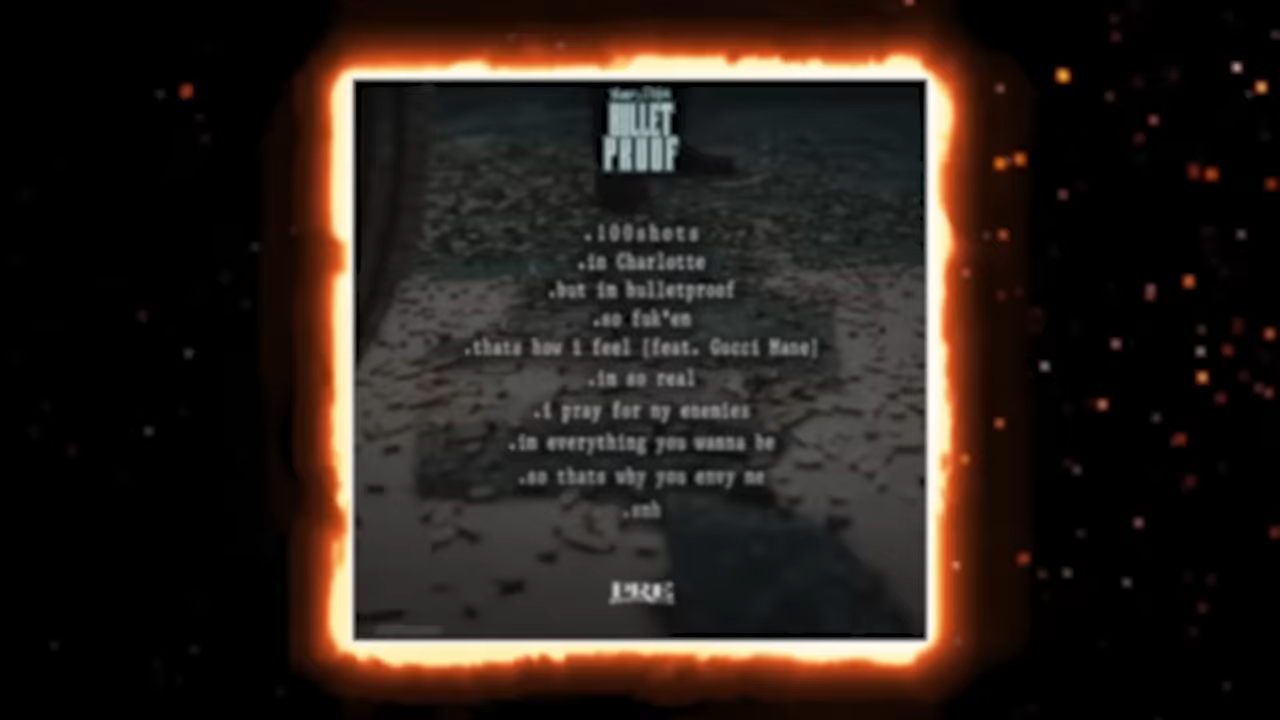 BULLET
PROOF
.100shots
.in Charlotte
.but im bulletproof
.so fuk'em
.thats how i feel [feat. Gucci Mane]
.im so real
.i pray for my enemies
.im everything you wanna be
.so thats why you envy me
.smh